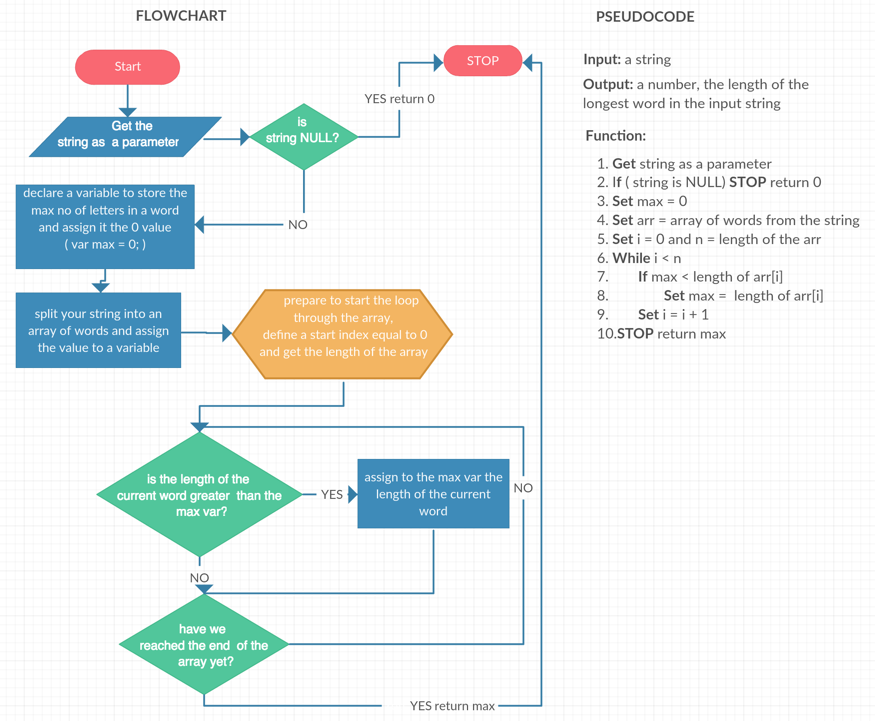 FLOWCHART
Start
Get the
string as a parameter
is
string NULL?
YES return 0
STOP
NO
declare a variable to store the
max no of letters in a word
and assign it the 0 value
( var max = 0; )
split your string into an
array of words and assign
the value to a variable
prepare to start the loop
through the array,
define a start index equal to 0
and get the length of the array
is the length of the
current word greater than the
max var?
YES
assign to the max var the
length of the current
word
NO
NO
have we
reached the end of the
array yet?
YES return max
PSEUDOCODE
Input: a string
Output: a number, the length of the
longest word in the input string
Function:
1. Get string as a parameter
2. If ( string is NULL) STOP return 0
3. Set max = 0
4. Set arr = array of words from the string
5. Set i = 0 and n = length of the arr
6. While i < n
7. If max < length of arr[i]
8. Set max = length of arr[i]
9. Set i = i + 1
10.STOP return max